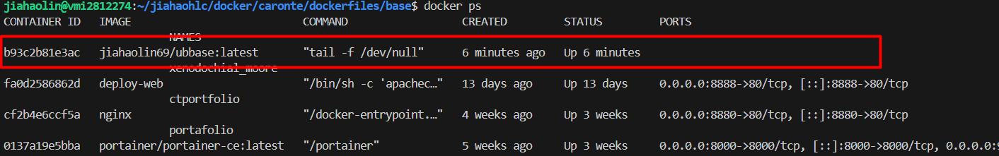 jiahaolin@vmi2812274:~/jiahaohlc/docker/caronte/dockerfiles/base$ docker ps
CONTAINER ID IMAGE COMMAND CREATED STATUS PORTS
NAMES
b93c2b81e3ac jiahaolin69/ubbase:latest "tail -f /dev/null" 6 minutes ago Up 6 minutes
xenodochial_moore
fa0d2586862d deploy-web "/bin/sh -c 'apachec…" 13 days ago Up 13 days 0.0.0.0:8888->80/tcp, [::]:8888->80/tcp
ctportfolio
cf2b4e6ccf5a nginx "/docker-entrypoint.…" 4 weeks ago Up 3 weeks 0.0.0.0:8880->80/tcp, [::]:8880->80/tcp
portafolio
0137a19e5bba portainer/portainer-ce:latest "/portainer" 5 weeks ago Up 3 weeks 0.0.0.0:8000->8000/tcp, [::]:8000->8000/tcp, 0.0.0.0:9